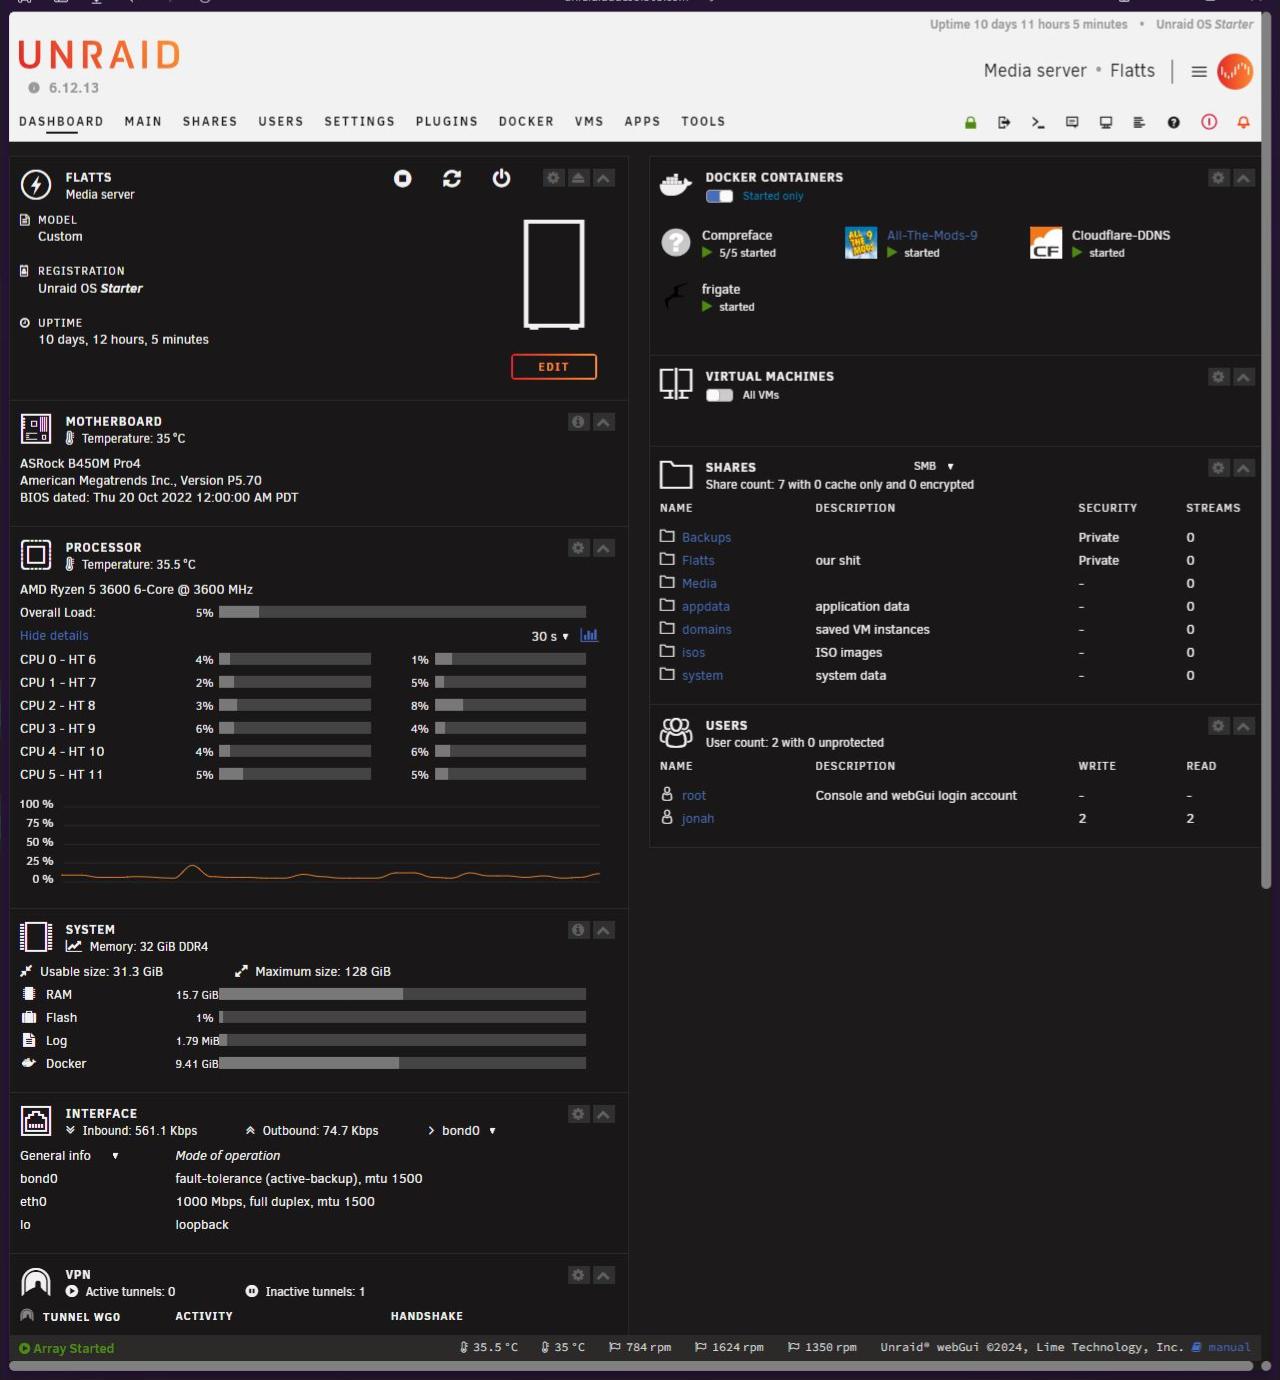 Uptime 10 days 11 hours 5 minutes • Unraid OS Starter
UNRAID
6.12.13
Media server • Flatts
DASHBOARD MAIN SHARES USERS SETTINGS PLUGINS DOCKER VMS APPS TOOLS
FLATTS
Media server
MODEL
Custom
REGISTRATION
Unraid OS Starter
UPTIME
10 days, 12 hours, 5 minutes
EDIT
MOTHERBOARD
Temperature: 35 °C
ASRock B450M Pro4
American Megatrends Inc., Version P5.70
BIOS dated: Thu 20 Oct 2022 12:00:00 AM PDT
PROCESSOR
Temperature: 35.5 °C
AMD Ryzen 5 3600 6-Core @ 3600 MHz
Overall Load: 5%
Hide details 30 s
CPU 0 - HT 6 4% 1%
CPU 1 - HT 7 2% 5%
CPU 2 - HT 8 3% 8%
CPU 3 - HT 9 6% 4%
CPU 4 - HT 10 4% 6%
CPU 5 - HT 11 5% 5%
100 %
75 %
50 %
25 %
0 %
SYSTEM
Memory: 32 GiB DDR4
Usable size: 31.3 GiB Maximum size: 128 GiB
RAM 15.7 GiB
Flash 1%
Log 1.79 MiB
Docker 9.41 GiB
INTERFACE
Inbound: 561.1 Kbps Outbound: 74.7 Kbps bond0
General info Mode of operation
bond0 fault-tolerance (active-backup), mtu 1500
eth0 1000 Mbps, full duplex, mtu 1500
lo loopback
VPN
Active tunnels: 0 Inactive tunnels: 1
TUNNEL WG0 ACTIVITY HANDSHAKE
DOCKER CONTAINERS
Started only
Compreface
5/5 started
ALL THE MODS 9
All-The-Mods-9
started
CF
Cloudflare-DDNS
started
frigate
started
VIRTUAL MACHINES
All VMs
SHARES SMB
Share count: 7 with 0 cache only and 0 encrypted
NAME DESCRIPTION SECURITY STREAMS
Backups Private 0
Flatts our shit Private 0
Media - 0
appdata application data - 0
domains saved VM instances - 0
isos ISO images - 0
system system data - 0
USERS
User count: 2 with 0 unprotected
NAME DESCRIPTION WRITE READ
root Console and webGui login account - -
jonah 2 2
Array Started 35.5 °C 35 °C 784 rpm 1624 rpm 1350 rpm Unraid® webGui ©2024, Lime Technology, Inc. manual